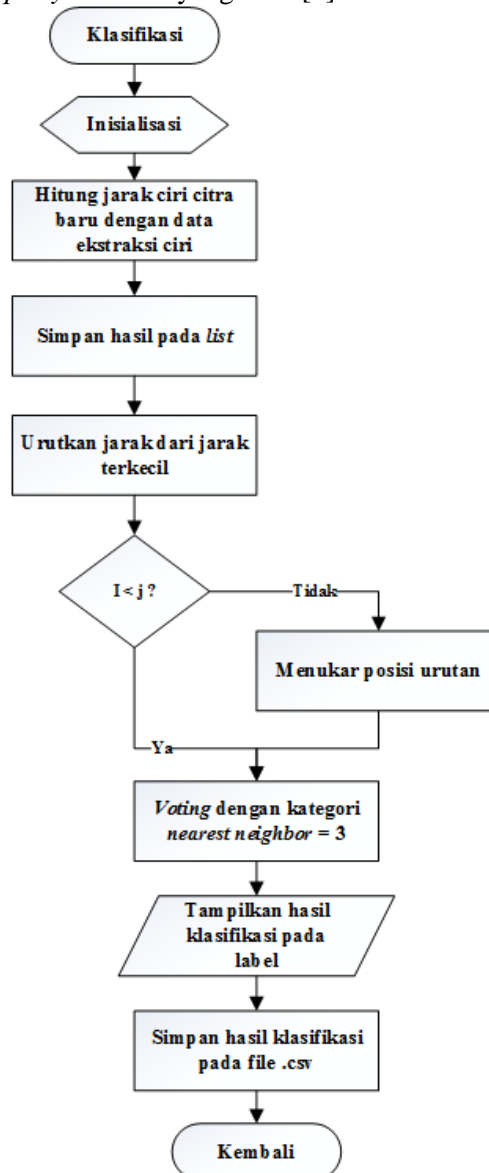 Klasifikasi
Inisialisasi
Hitung jarak ciri citra
baru dengan data
ekstraksi ciri
Simpan hasil pada list
Urutkan jarak dari jarak
terkecil
I < j ?
Tidak
Menukar posisi urutan
Ya
Voting dengan kategori
nearest neighbor = 3
Tampilkan hasil
klasifikasi pada
label
Simpan hasil klasifikasi
pada file .csv
Kembali